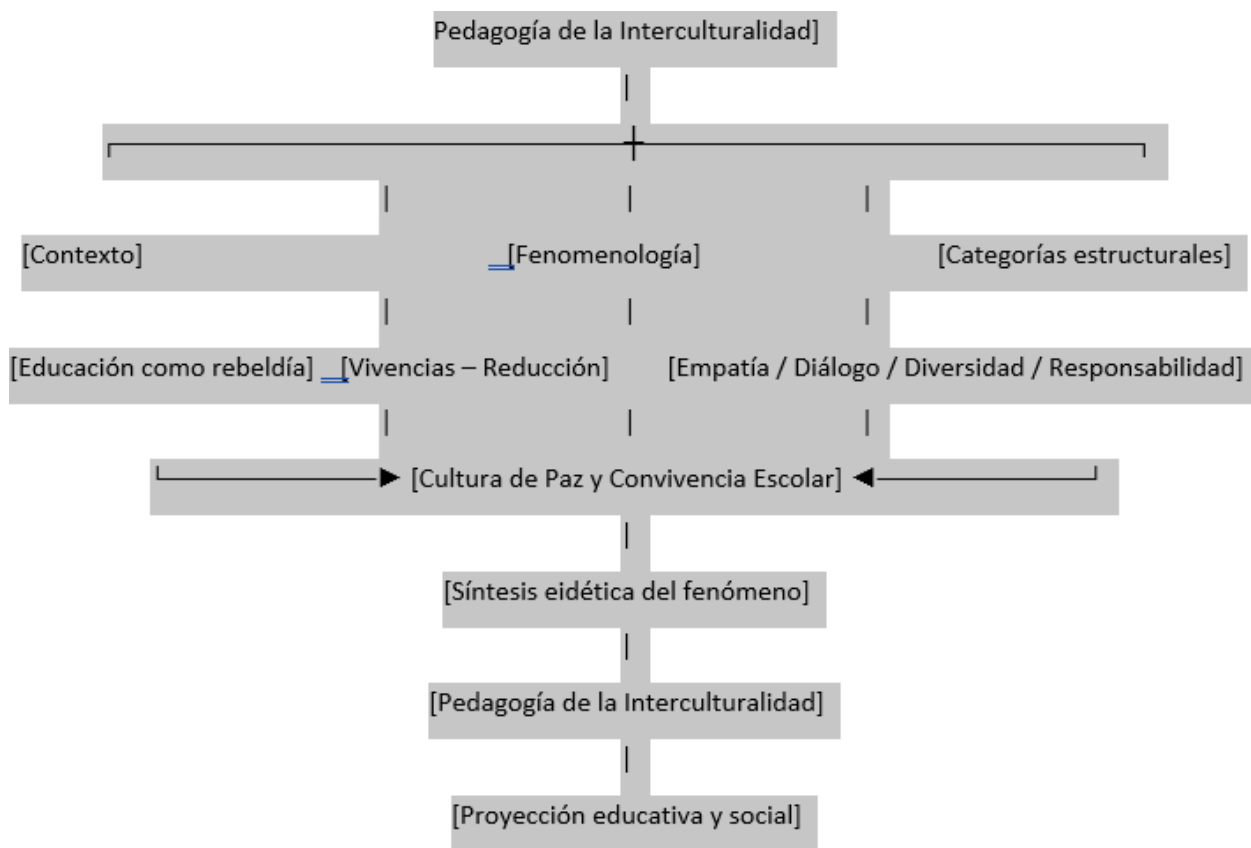 Pedagogía de la Interculturalidad]
|
┌ ┼ ┐
| | |
[Contexto] [Fenomenología] [Categorías estructurales]
| | |
[Educación como rebeldía] [Vivencias – Reducción] [Empatía / Diálogo / Diversidad / Responsabilidad]
| | |
└──► [Cultura de Paz y Convivencia Escolar] ◄──┘
|
[Síntesis eidética del fenómeno]
|
[Pedagogía de la Interculturalidad]
|
[Proyección educativa y social]